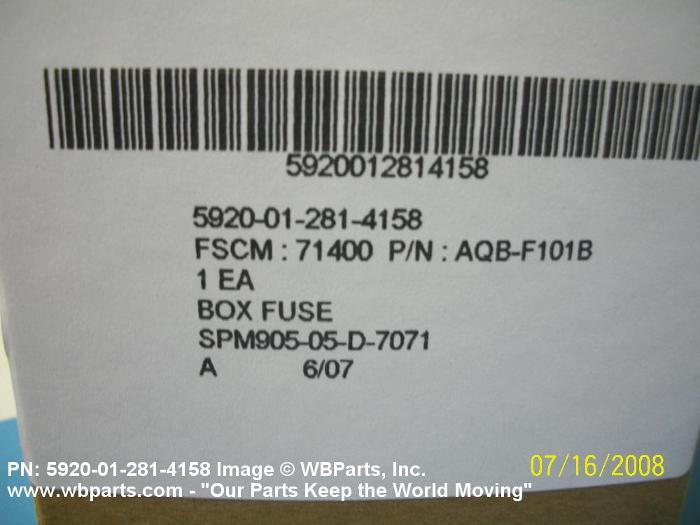 5920012814158
5920-01-281-4158
FSCM : 71400 P/N : AQB-F101B
1 EA
BOX FUSE
SPM905-05-D-7071
A 6/07
PN: 5920-01-281-4158 Image © WBParts, Inc.
07/16/2008
www.wbparts.com - "Our Parts Keep the World Moving"